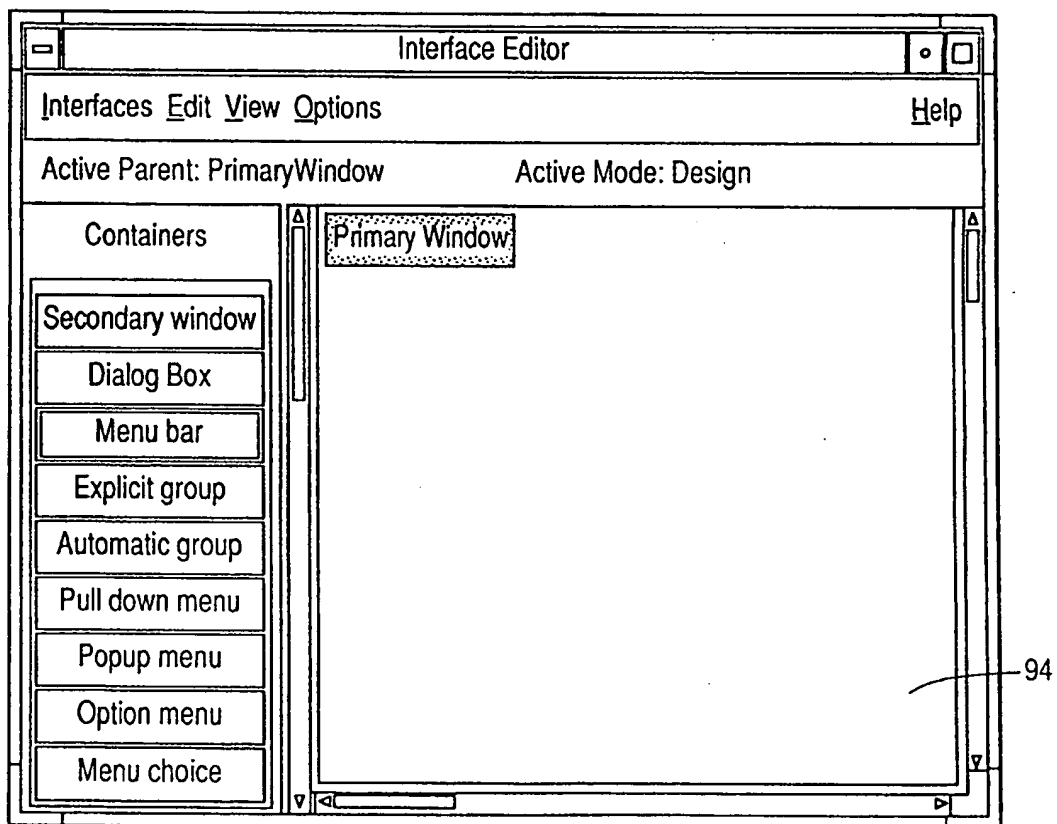 Interface Editor
Interfaces Edit View Options Help
Active Parent: PrimaryWindow Active Mode: Design
Containers
Primary Window
Secondary window
Dialog Box
Menu bar
Explicit group
Automatic group
Pull down menu
Popup menu
Option menu
Menu choice
94